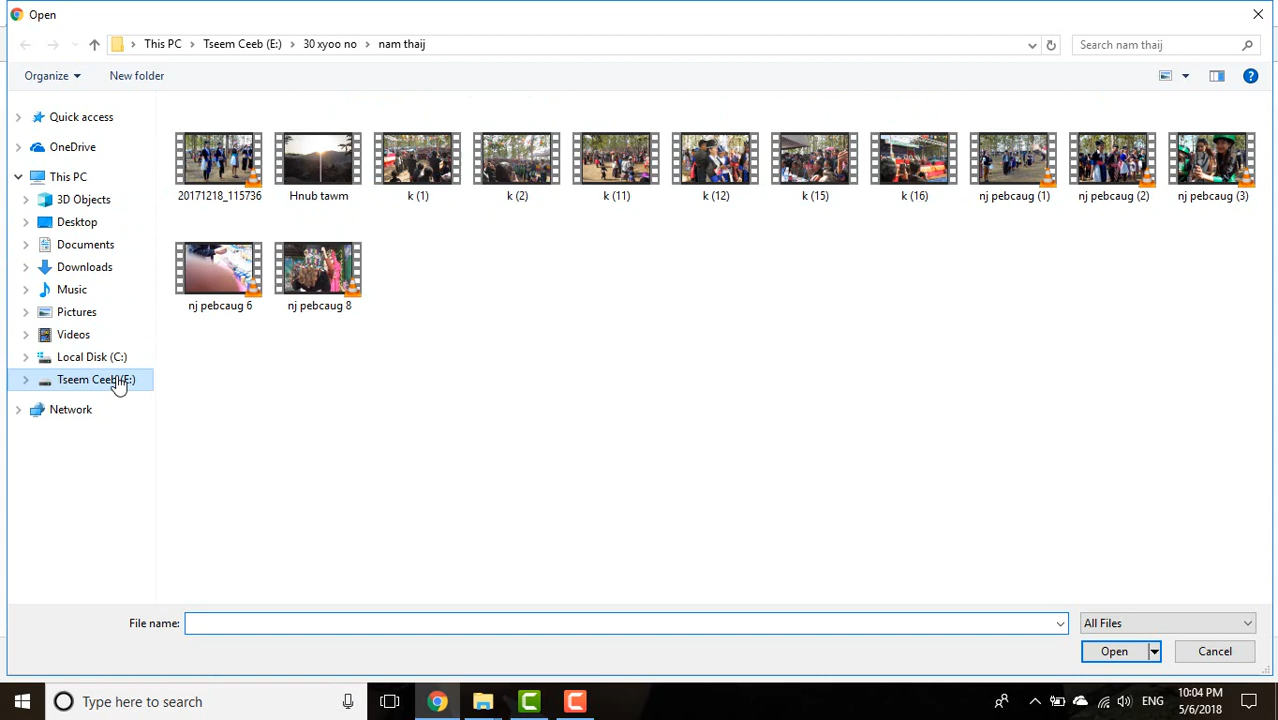 Open
This PC > Tseem Ceeb (E:) > 30 xyoo no > nam thaij
Search nam thaij
Organize
New folder
Quick access
OneDrive
This PC
3D Objects
Desktop
Documents
Downloads
Music
Pictures
Videos
Local Disk (C:)
Tseem Ceeb (E:)
Network
20171218_115736
Hnub tawm
k (1)
k (2)
k (11)
k (12)
k (15)
k (16)
nj pebcaug (1)
nj pebcaug (2)
nj pebcaug (3)
nj pebcaug 6
nj pebcaug 8
File name:
All Files
Open
Cancel
Type here to search
ENG
10:04 PM
5/6/2018